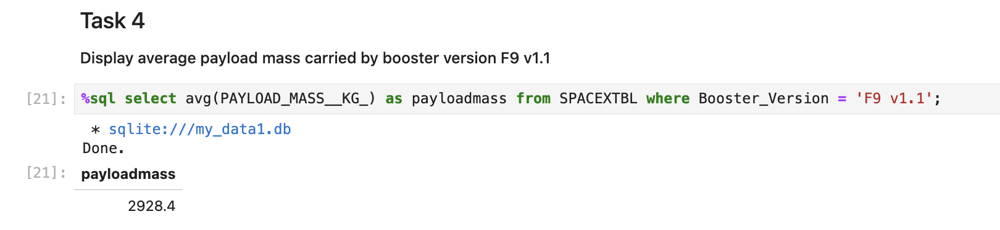 Task 4
Display average payload mass carried by booster version F9 v1.1
[21]: %sql select avg(PAYLOAD_MASS__KG_) as payloadmass from SPACEXTBL where Booster_Version = 'F9 v1.1';
* sqlite:///my_data1.db
Done.
[21]: payloadmass
2928.4